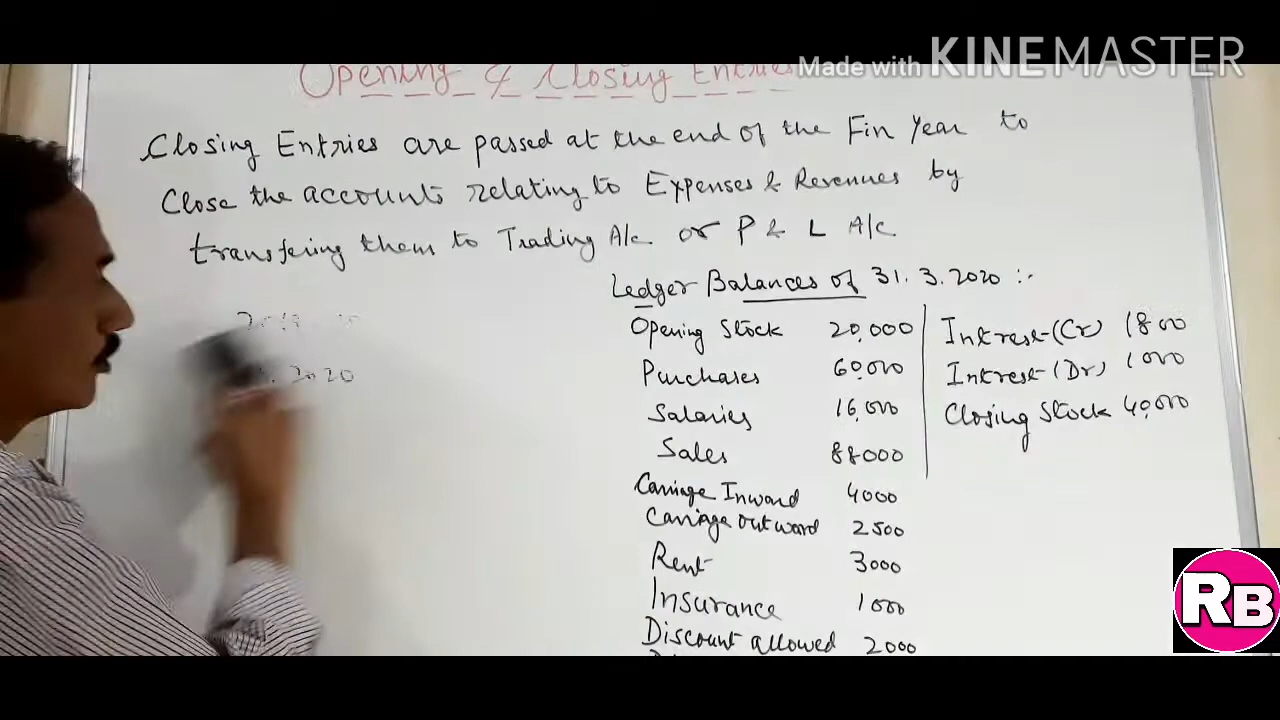 Made with KINEMASTER
Opening & Closing Entries
Closing Entries are passed at the end of the Fin Year to
Close the accounts relating to Expenses & Revenues by
transfering them to Trading A/c or P & L A/c
Ledger Balances of 31.3.2020 :-
Opening Stock 20,000
Purchases 60,000
Salaries 16,000
Sales 88000
Carriage Inward 4000
Carriage outward 2500
Rent 3000
Insurance 1000
Discount allowed 2000
Intrest-(Cr) 1800
Intrest-(Dr) 1000
Closing Stock 40,000
2020
RB